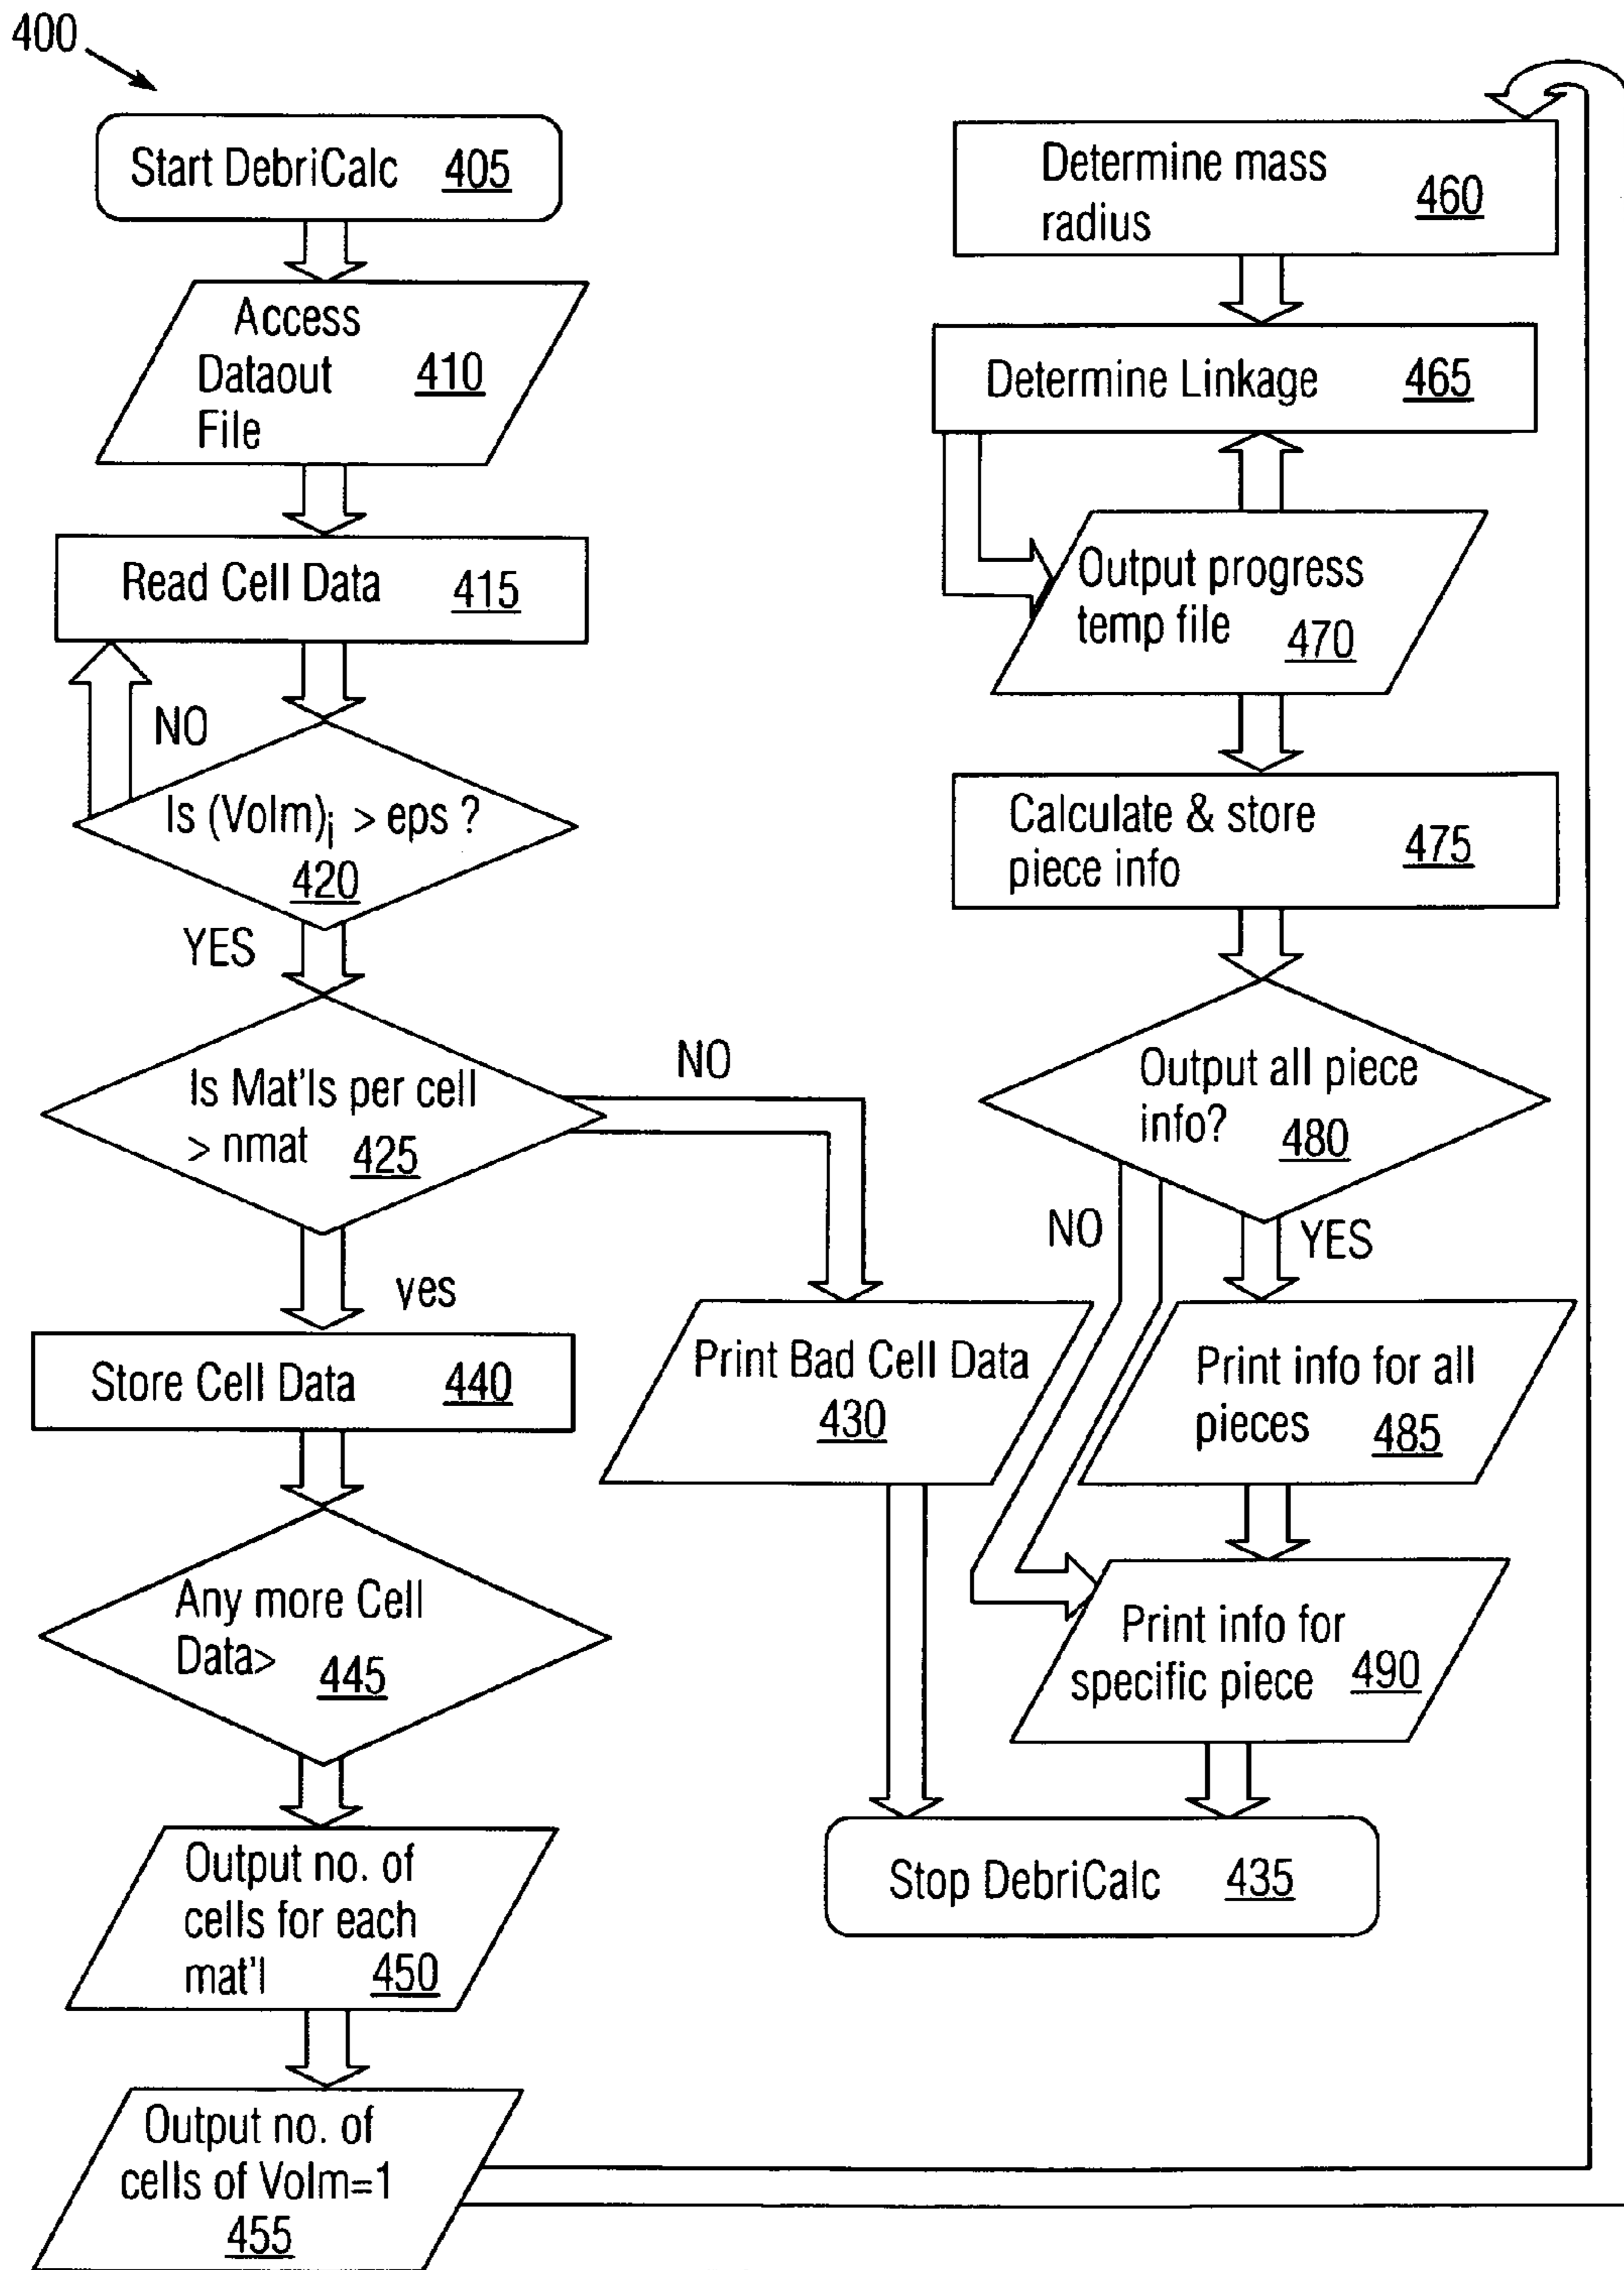 400
Start DebriCalc 405
Access
Dataout 410
File
Read Cell Data 415
NO
Is (Volm)i > eps ?
420
YES
Is Mat'ls per cell
> nmat 425
NO
ves
Store Cell Data 440
Any more Cell
Data> 445
Output no. of
cells for each
mat'l 450
Output no. of
cells of Volm=1
455
Print Bad Cell Data
430
Determine mass
radius 460
Determine Linkage 465
Output progress
temp file 470
Calculate & store
piece info 475
Output all piece
info? 480
NO
YES
Print info for all
pieces 485
Print info for
specific piece 490
Stop DebriCalc 435